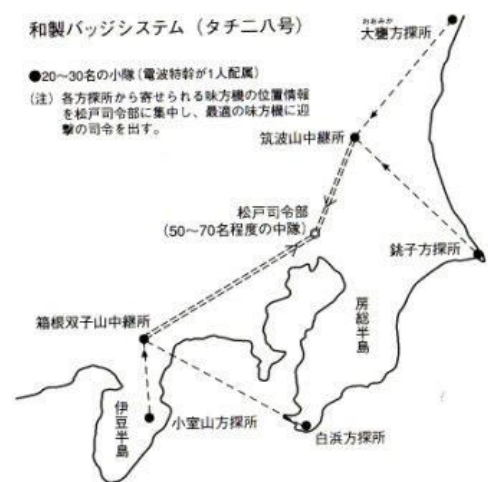 和製バッジシステム(タチ二八号)
●20〜30名の小隊(電波特幹が1人配属)
(注) 各方探所から寄せられる味方機の位置情報
を松戸司令部に集中し、最適の味方機に迎
撃の司令を出す。
おおみか
大甕方探所
筑波山中継所
松戸司令部
(50〜70名程度の中隊)
銚子方探所
箱根双子山中継所
房総半島
伊豆半島
小室山方探所
白浜方探所